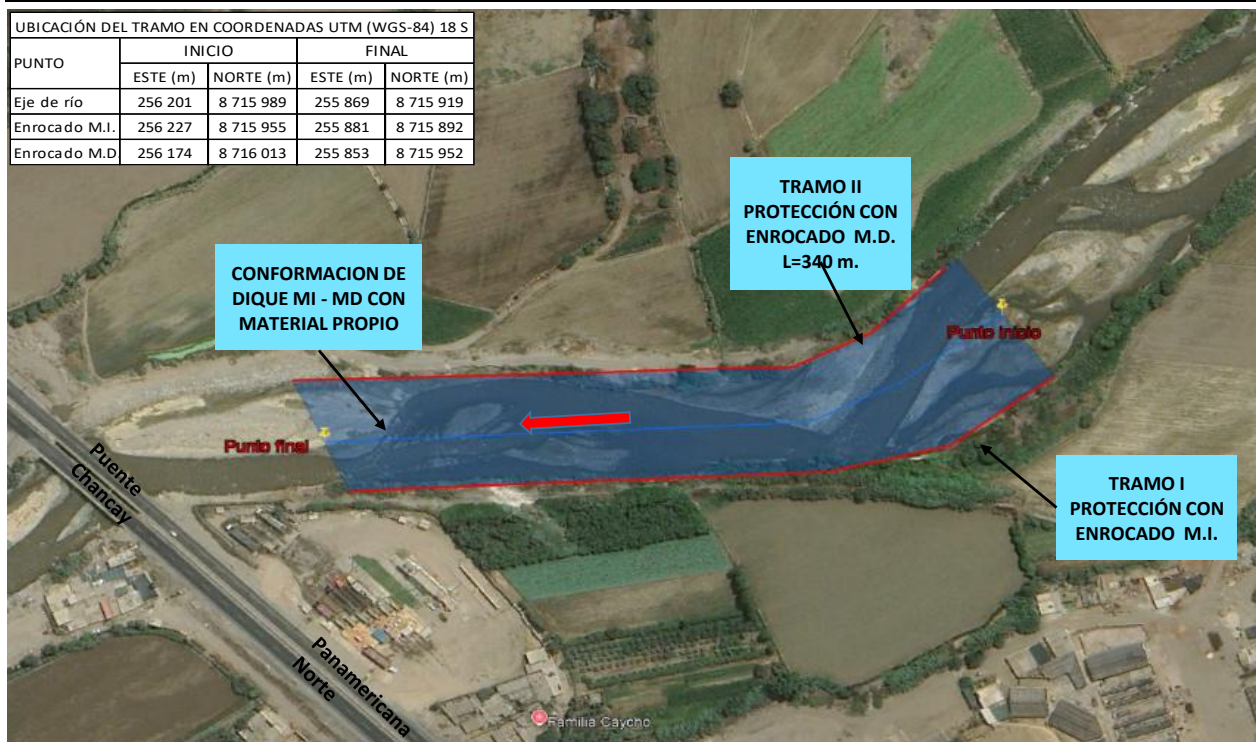 UBICACIÓN DEL TRAMO EN COORDENADAS UTM (WGS-84) 18 S
PUNTO INICIO FINAL
ESTE (m) NORTE (m) ESTE (m) NORTE (m)
Eje de río 256 201 8 715 989 255 869 8 715 919
Enrocado M.I. 256 227 8 715 955 255 881 8 715 892
Enrocado M.D 256 174 8 716 013 255 853 8 715 952
TRAMO II
PROTECCIÓN CON
ENROCADO M.D.
L=340 m.
CONFORMACION DE
DIQUE MI - MD CON
MATERIAL PROPIO
Punto inicio
Punto final
Puente
Chancay
TRAMO I
PROTECCIÓN CON
ENROCADO M.I.
Panamericana
Norte
Familia Caycho